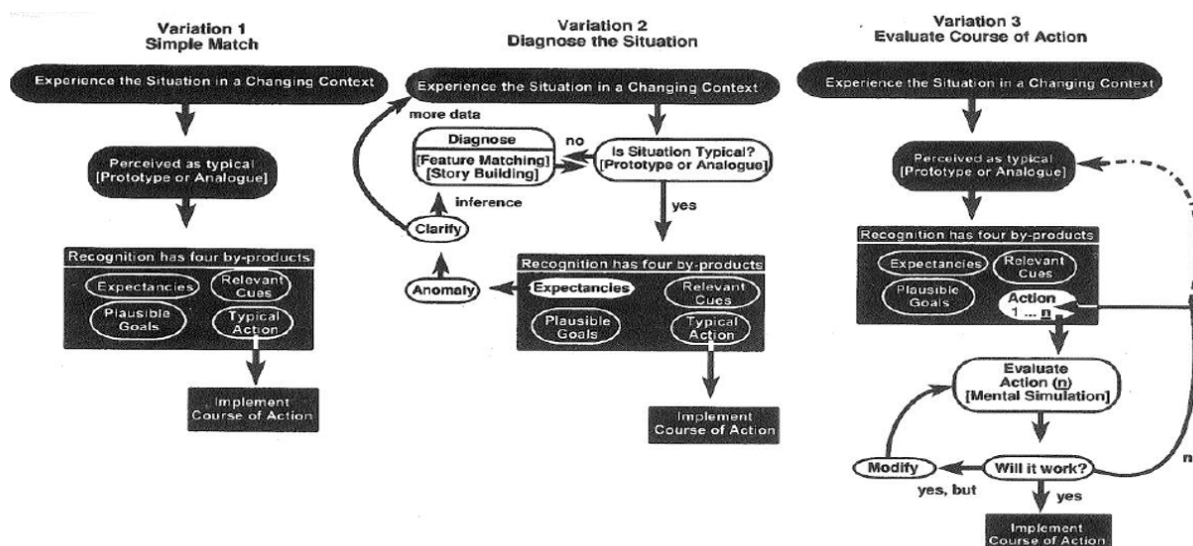 Variation 1
Simple Match
Experience the Situation in a Changing Context
Perceived as typical
[Prototype or Analogue]
Recognition has four by-products
Expectancies
Relevant
Cues
Plausible
Goals
Typical
Action
Implement
Course of Action
Variation 2
Diagnose the Situation
Experience the Situation in a Changing Context
more data
Diagnose
[Feature Matching]
[Story Building]
no
Is Situation Typical?
[Prototype or Analogue]
inference
yes
Clarify
Anomaly
Recognition has four by-products
Expectancies
Relevant
Cues
Plausible
Goals
Typical
Action
Implement
Course of Action
Variation 3
Evaluate Course of Action
Experience the Situation in a Changing Context
Perceived as typical
[Prototype or Analogue]
Recognition has four by-products
Expectancies
Relevant
Cues
Plausible
Goals
Action
1 ... n
Evaluate
Action (n)
[Mental Simulation]
Modify
Will it work?
yes, but
yes
Implement
Course of Action